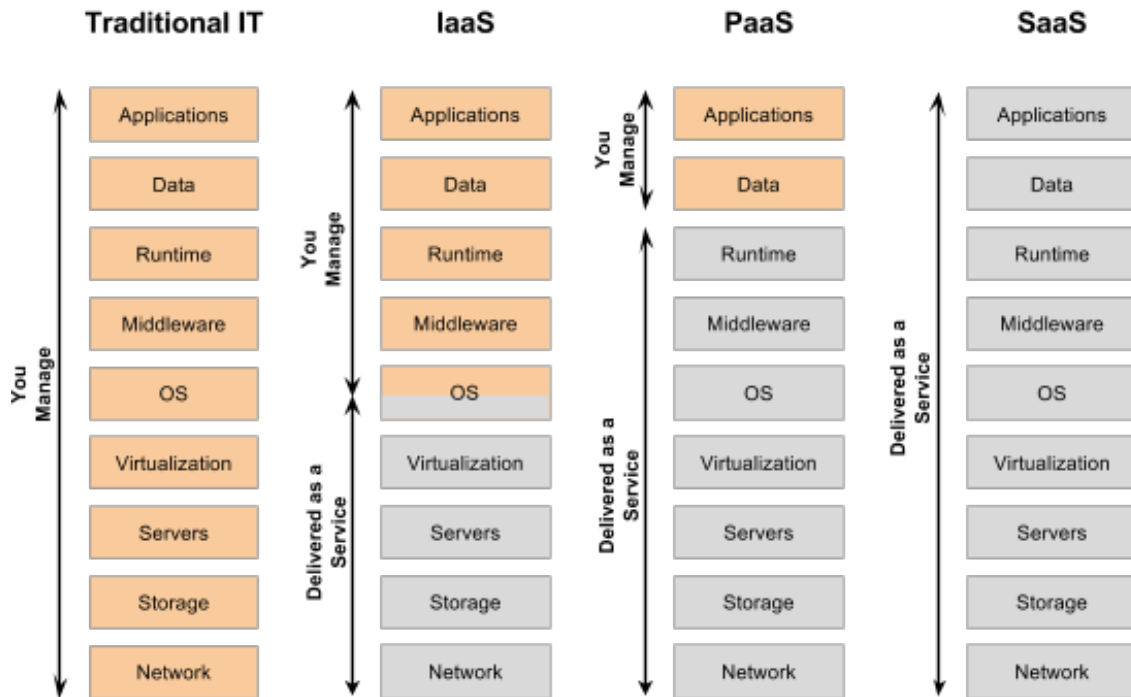 Traditional IT
IaaS
PaaS
SaaS
You
Manage
Applications
Data
Runtime
Middleware
OS
Virtualization
Servers
Storage
Network
You
Manage
Delivered as a
Service
Applications
Data
Runtime
Middleware
OS
Virtualization
Servers
Storage
Network
You
Manage
Delivered as a
Service
Applications
Data
Runtime
Middleware
OS
Virtualization
Servers
Storage
Network
Delivered as a
Service
Applications
Data
Runtime
Middleware
OS
Virtualization
Servers
Storage
Network